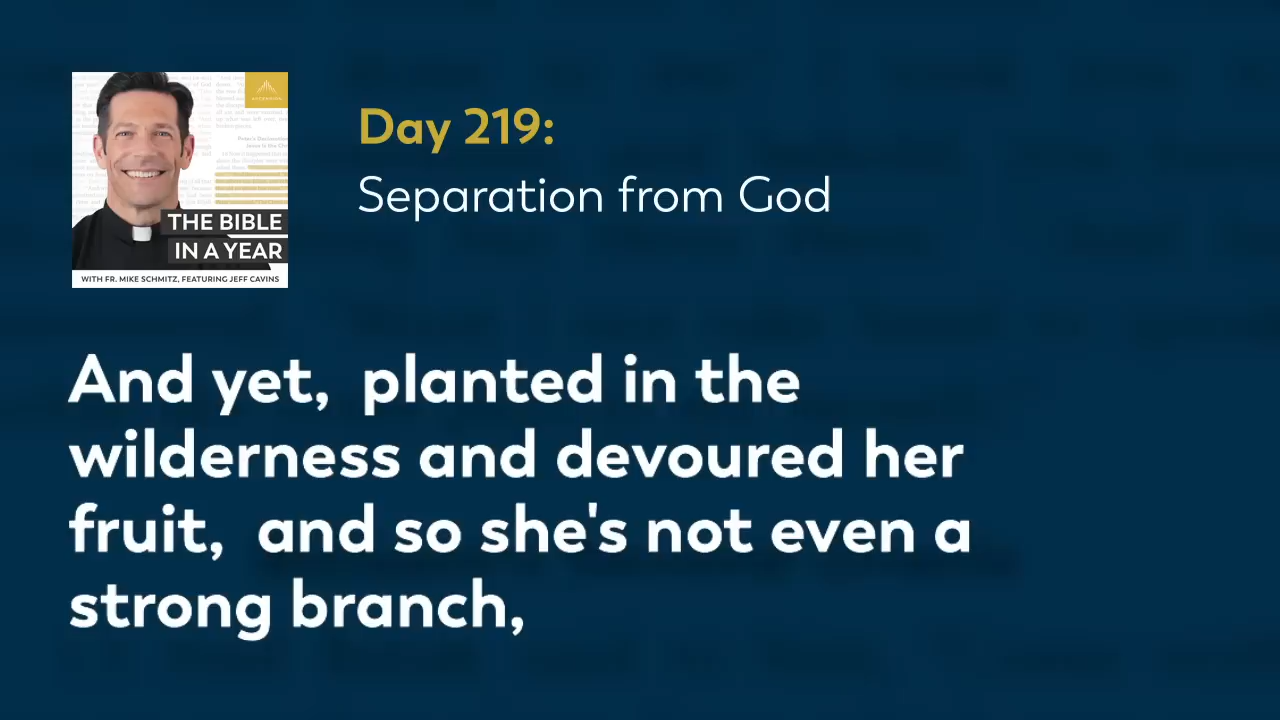 Day 219:
Separation from God
THE BIBLE
IN A YEAR
WITH FR. MIKE SCHMITZ, FEATURING JEFF CAVINS
And yet, planted in the
wilderness and devoured her
fruit, and so she's not even a
strong branch,